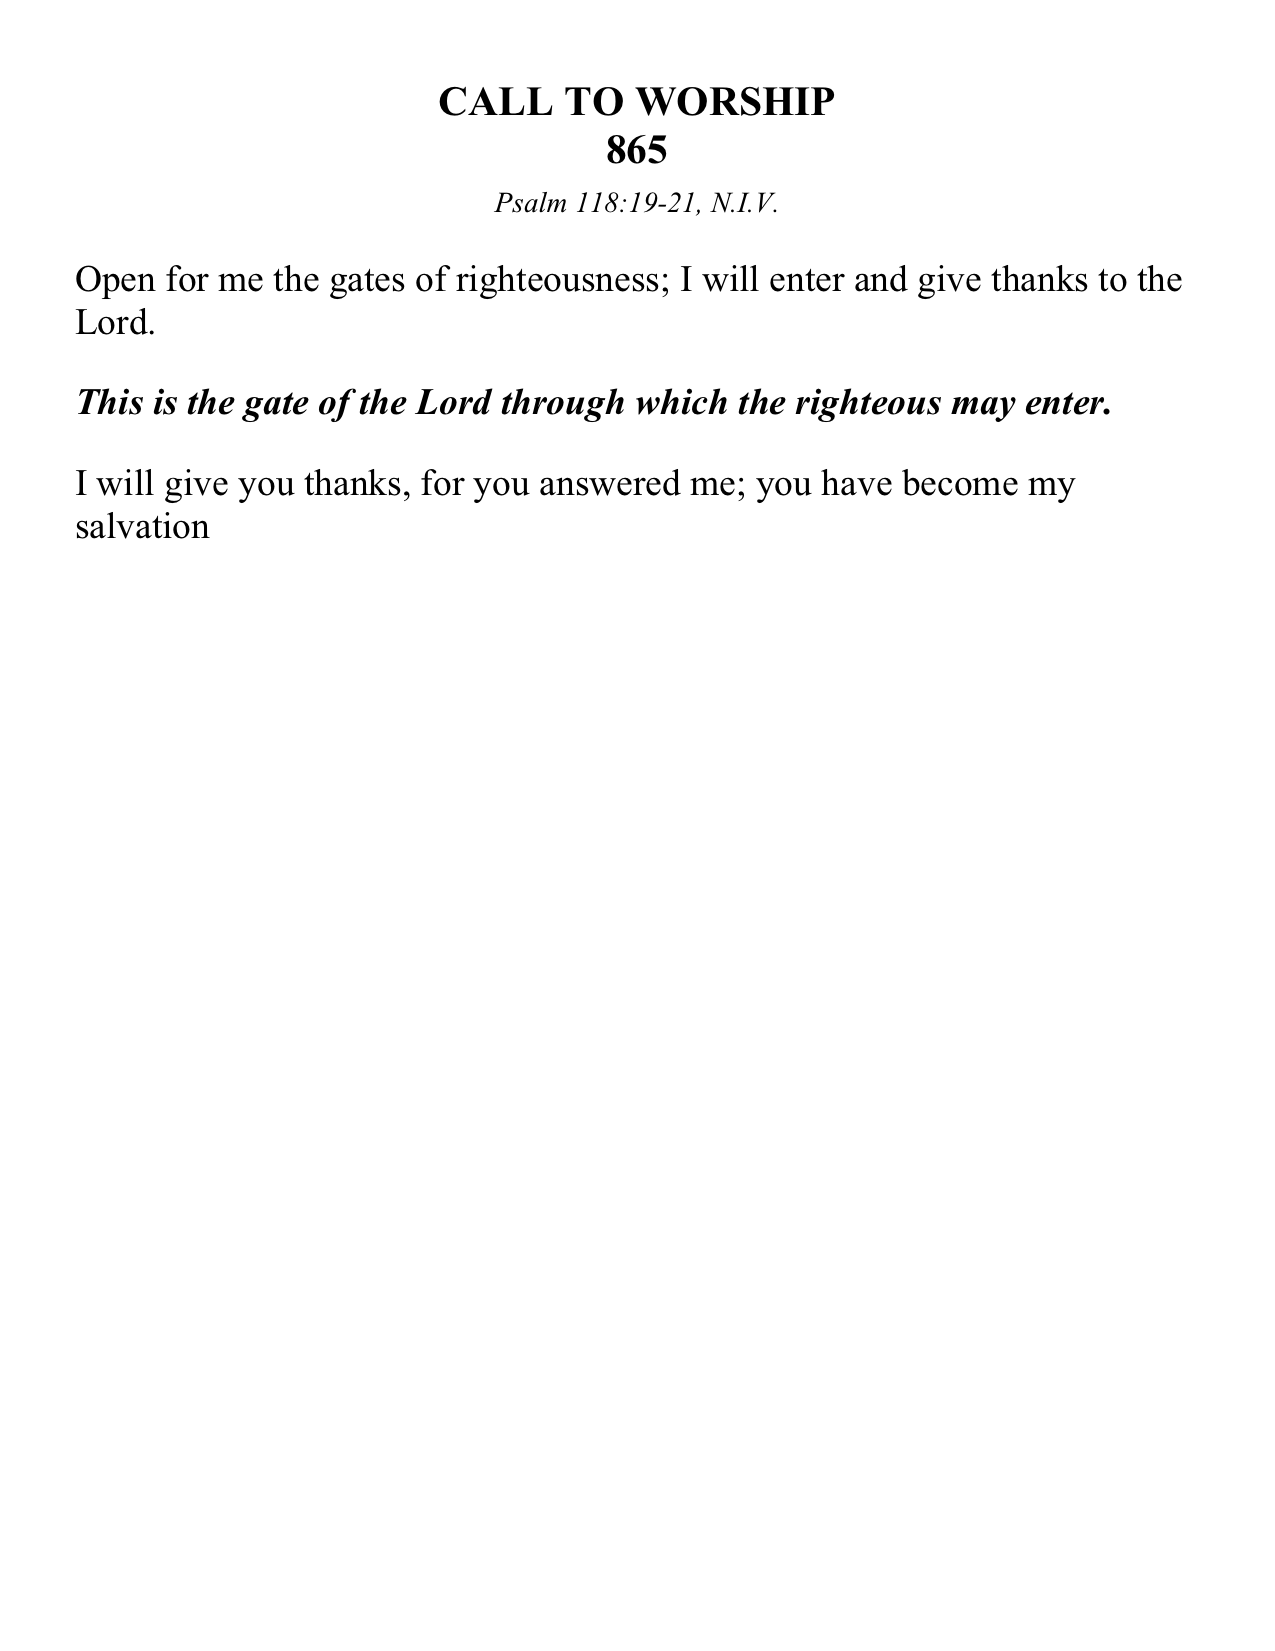 CALL TO WORSHIP
865
Psalm 118:19-21, N.I.V.
Open for me the gates of righteousness; I will enter and give thanks to the
Lord.
This is the gate of the Lord through which the righteous may enter.
I will give you thanks, for you answered me; you have become my
salvation